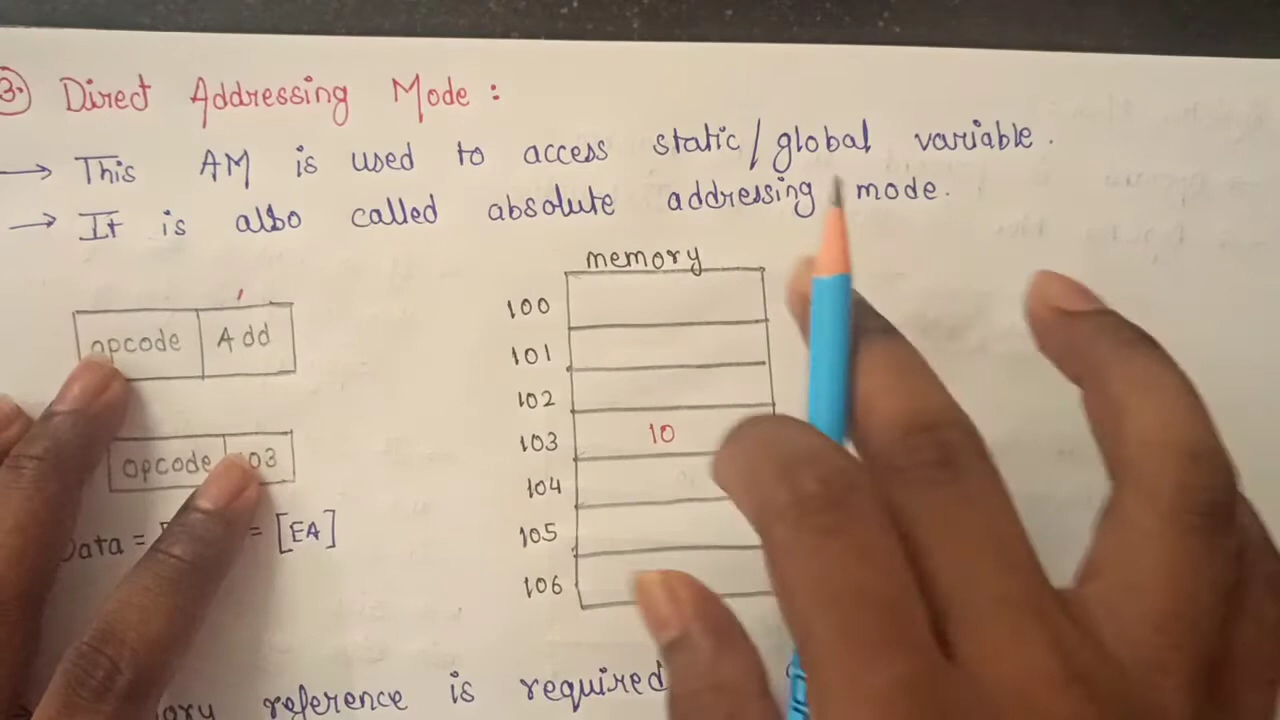 3. Direct Addressing Mode :
→ This AM is used to access static/global variable.
→ It is also called absolute addressing mode.
memory
100
101
102
103 10
104
105
106
opcode Add
opcode 103
Data = = [EA]
reference is required